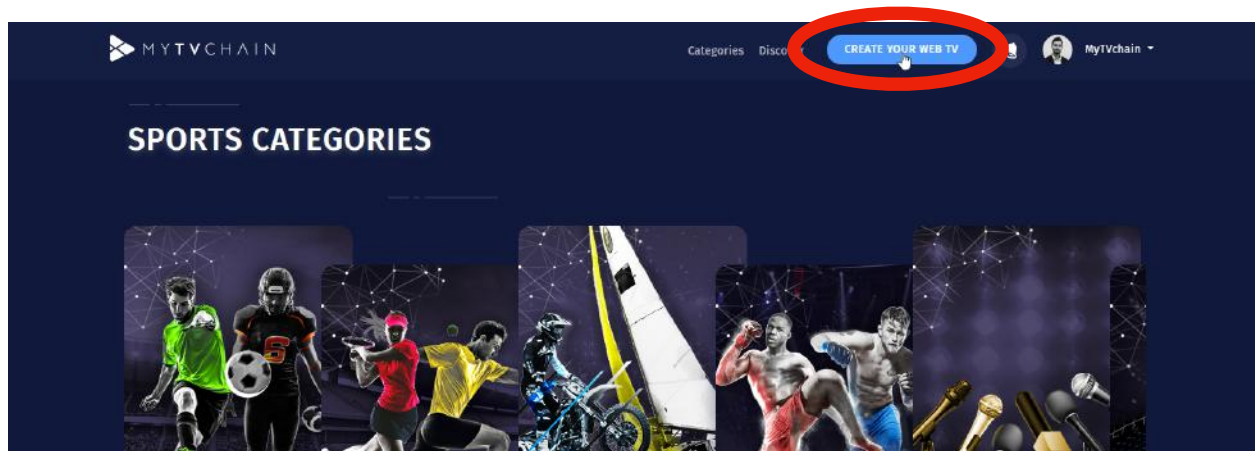 MYTVCHAIN
Categories
CREATE YOUR WEB TV
MyTVchain
SPORTS CATEGORIES
S